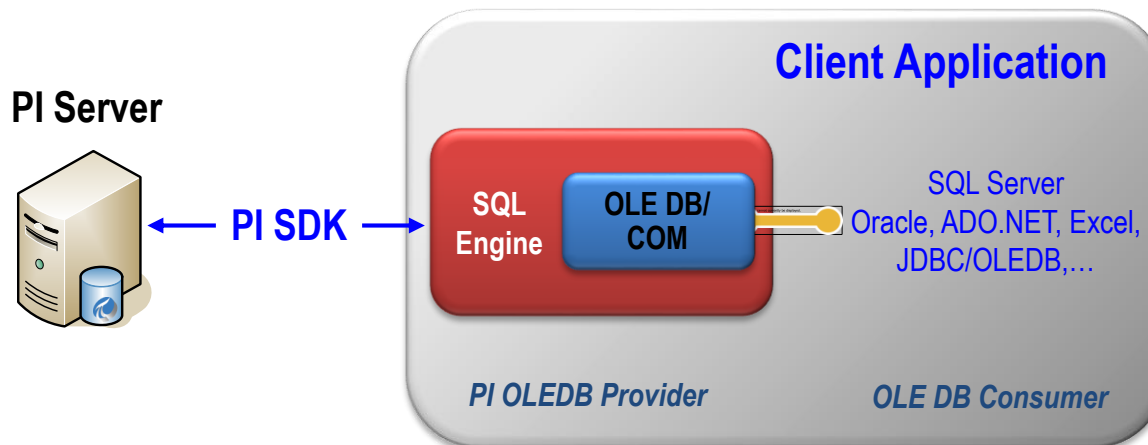 Client Application
PI Server
PI SDK
SQL
Engine
OLE DB/
COM
SQL Server
Oracle, ADO.NET, Excel,
JDBC/OLEDB,...
PI OLEDB Provider
OLE DB Consumer